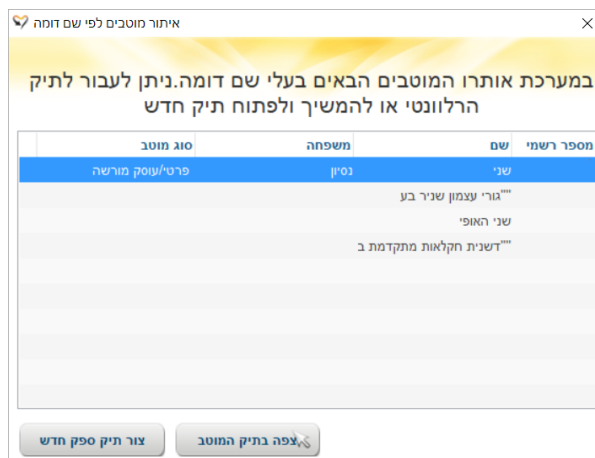 איתור מוטבים לפי שם דומה
במערכת אותרו המוטבים הבאים בעלי שם דומה.ניתן לעבור לתיק
הרלוונטי או להמשיך ולפתוח תיק חדש
מספר רשמי שם משפחה סוג מוטב
שני נסיון פרטי/עוסק מורשה
""גורי עצמון שניר בע
שני האופי
""דשנית חקלאות מתקדמת ב
צפה בתיק המוטב צור תיק ספק חדש